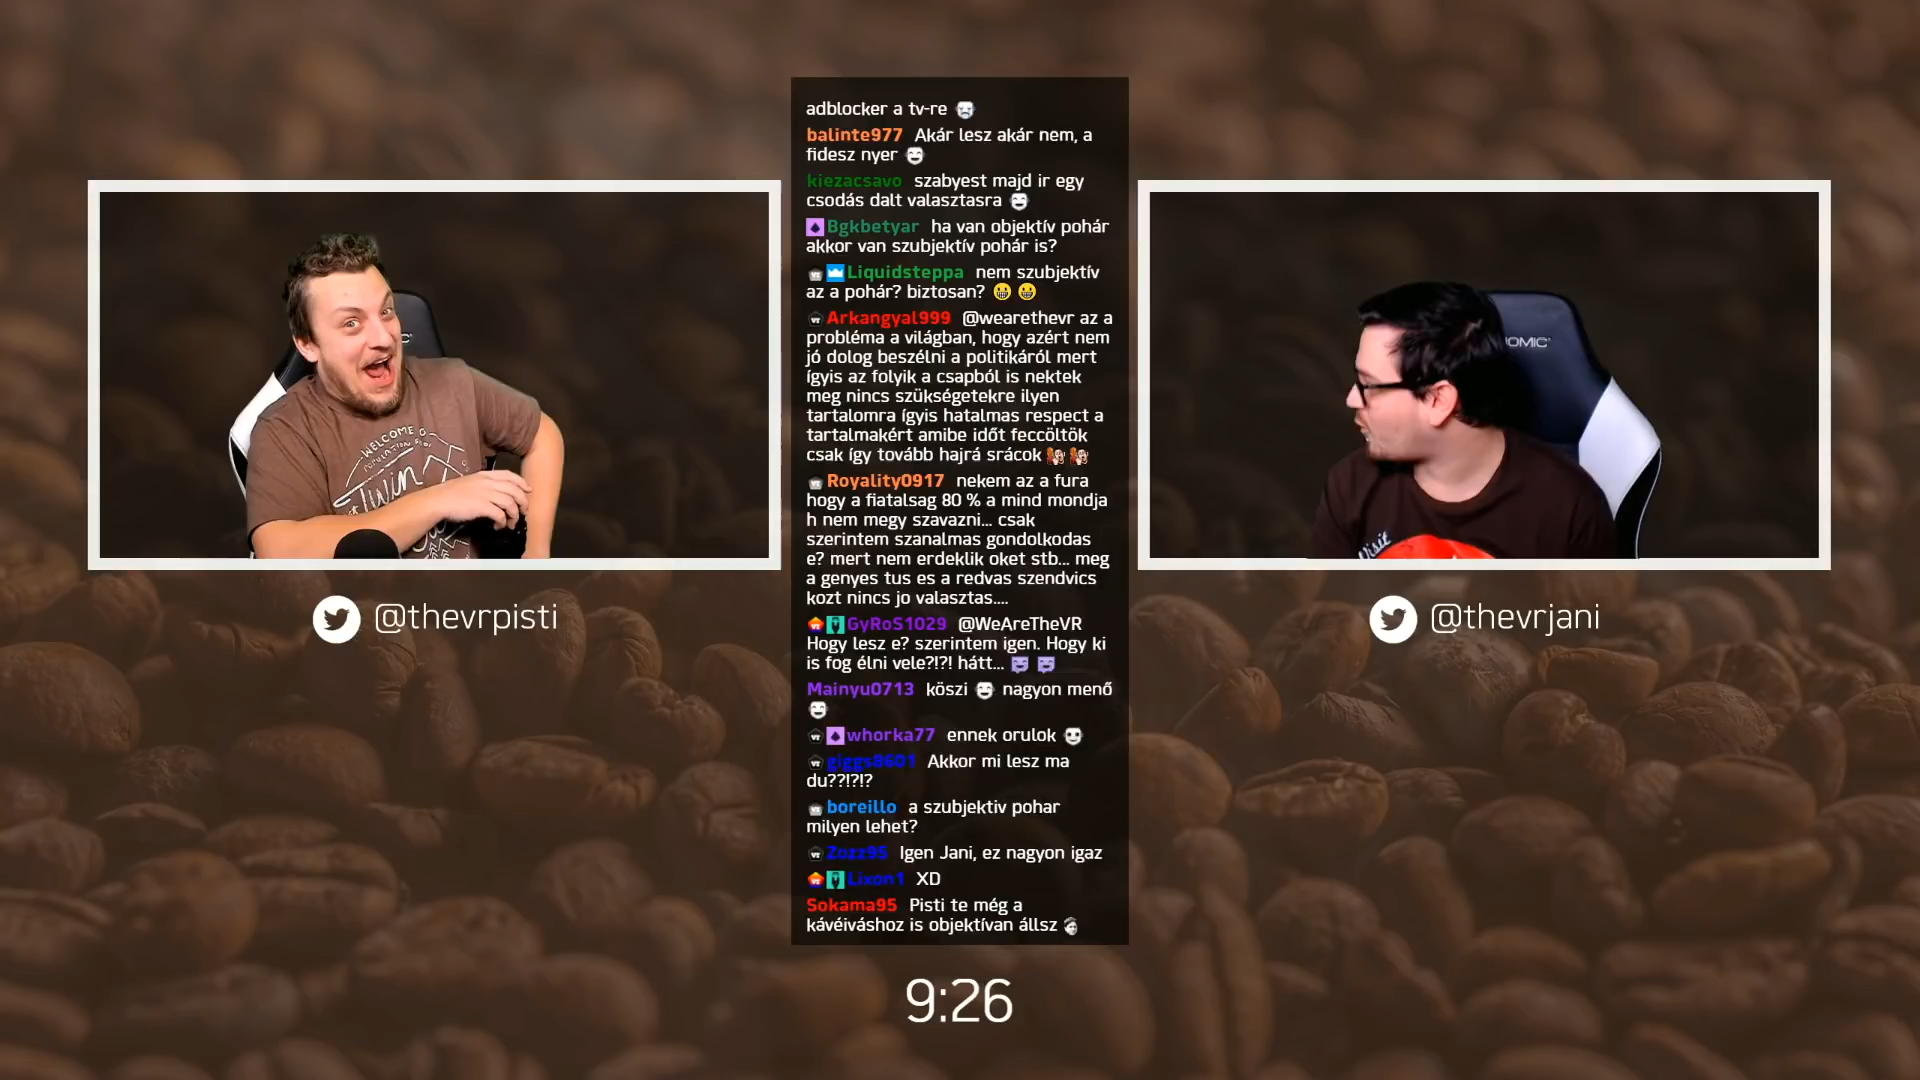 adblocker a tv-re
balinte977 Akár lesz akár nem, a
fidesz nyer
kiezacsavo szabyest majd ir egy
csodás dalt valasztasra
Bgkbetyar ha van objektív pohár
akkor van szubjektív pohár is?
Liquidsteppa nem szubjektív
az a pohár? biztosan?
Arkangyal999 @wearethevr az a
probléma a világban, hogy azért nem
jó dolog beszélni a politikáról mert
ígyis az folyik a csapból is nektek
meg nincs szükségetekre ilyen
tartalomra ígyis hatalmas respect a
tartalmakért amibe időt feccöltök
csak így tovább hajrá srácok
Royality0917 nekem az a fura
hogy a fiatalsag 80 % a mind mondja
h nem megy szavazni... csak
szerintem szanalmas gondolkodas
e? mert nem erdeklik oket stb... meg
a genyes tus es a redvas szendvics
kozt nincs jo valasztas....
GyRoS1029 @WeAreTheVR
Hogy lesz e? szerintem igen. Hogy ki
is fog élni vele?!?! hátt...
Mainyu0713 köszi nagyon menő
whorka77 ennek orulok
giggs8601 Akkor mi lesz ma
du??!?!?
boreillo a szubjektiv pohar
milyen lehet?
Zozz95 Igen Jani, ez nagyon igaz
Lixon1 XD
Sokama95 Pisti te még a
kávéiváshoz is objektívan állsz
WELCOME
Twin
@thevrpisti
OMIC
Visit
@thevrjani
9:26